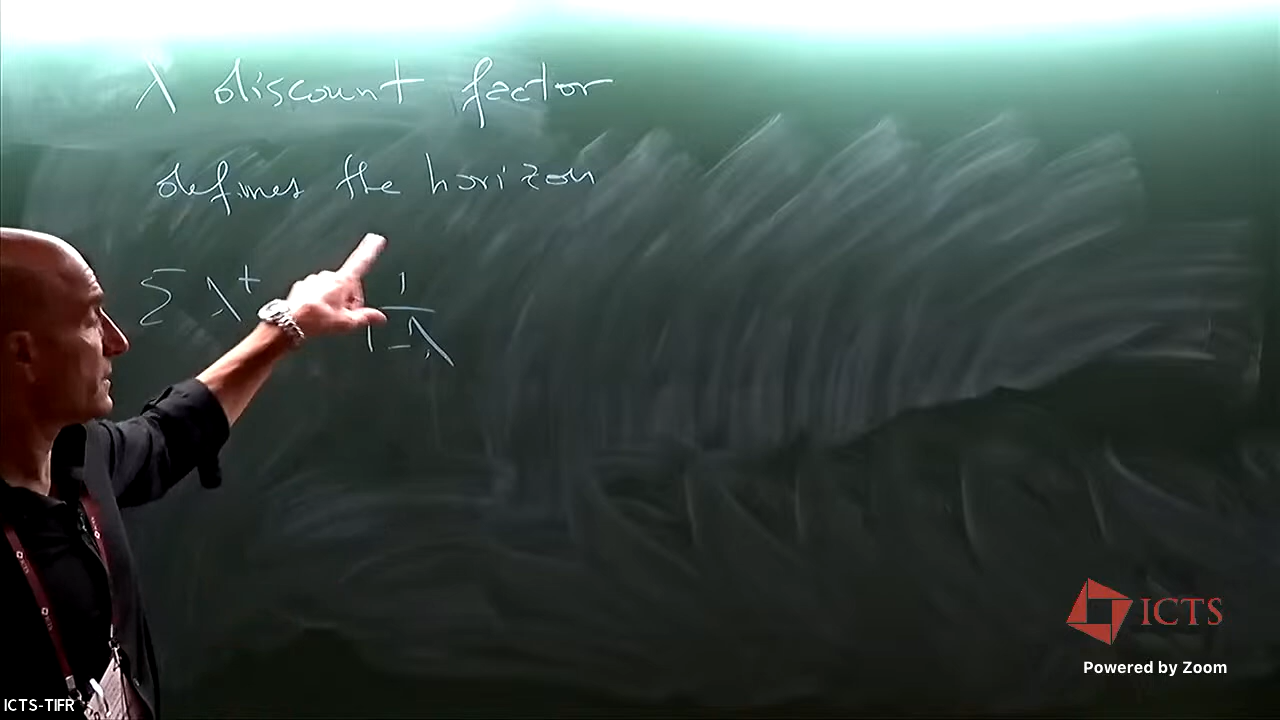 λ discount factor
defines the horizon
Σ λ^t 1/(1-λ)
ICTS
Powered by Zoom
ICTS-TIFR